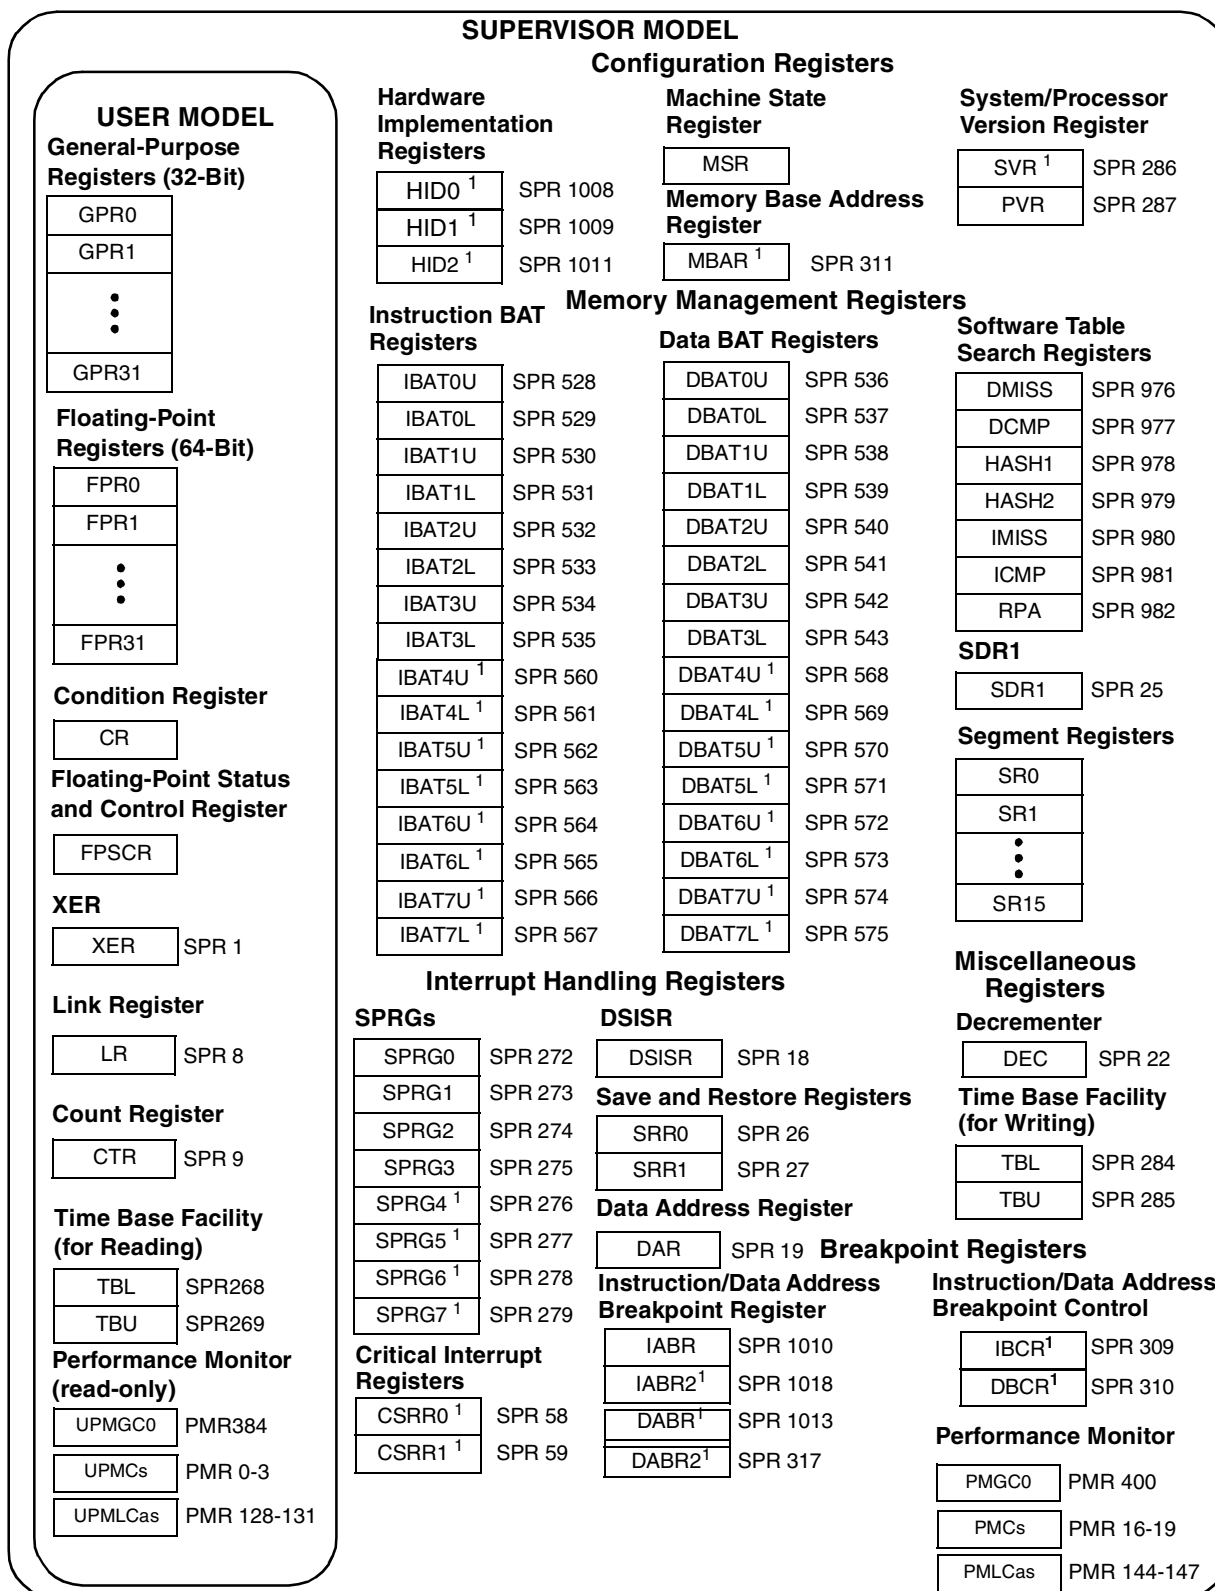 SUPERVISOR MODEL
Configuration Registers
USER MODEL
General-Purpose
Registers (32-Bit)
GPR0
GPR1
GPR31
Floating-Point
Registers (64-Bit)
FPR0
FPR1
FPR31
Condition Register
CR
Floating-Point Status
and Control Register
FPSCR
XER
XER SPR 1
Link Register
LR SPR 8
Count Register
CTR SPR 9
Time Base Facility
(for Reading)
TBL SPR268
TBU SPR269
Performance Monitor
(read-only)
UPMGC0 PMR384
UPMCs PMR 0-3
UPMLCas PMR 128-131
Hardware
Implementation
Registers
HID0 1 SPR 1008
HID1 1 SPR 1009
HID2 1 SPR 1011
Machine State
Register
MSR
Memory Base Address
Register
MBAR 1 SPR 311
System/Processor
Version Register
SVR 1 SPR 286
PVR SPR 287
Memory Management Registers
Instruction BAT
Registers
IBAT0U SPR 528
IBAT0L SPR 529
IBAT1U SPR 530
IBAT1L SPR 531
IBAT2U SPR 532
IBAT2L SPR 533
IBAT3U SPR 534
IBAT3L SPR 535
IBAT4U 1 SPR 560
IBAT4L 1 SPR 561
IBAT5U 1 SPR 562
IBAT5L 1 SPR 563
IBAT6U 1 SPR 564
IBAT6L 1 SPR 565
IBAT7U 1 SPR 566
IBAT7L 1 SPR 567
Data BAT Registers
DBAT0U SPR 536
DBAT0L SPR 537
DBAT1U SPR 538
DBAT1L SPR 539
DBAT2U SPR 540
DBAT2L SPR 541
DBAT3U SPR 542
DBAT3L SPR 543
DBAT4U 1 SPR 568
DBAT4L 1 SPR 569
DBAT5U 1 SPR 570
DBAT5L 1 SPR 571
DBAT6U 1 SPR 572
DBAT6L 1 SPR 573
DBAT7U 1 SPR 574
DBAT7L 1 SPR 575
Software Table
Search Registers
DMISS SPR 976
DCMP SPR 977
HASH1 SPR 978
HASH2 SPR 979
IMISS SPR 980
ICMP SPR 981
RPA SPR 982
SDR1
SDR1 SPR 25
Segment Registers
SR0
SR1
SR15
Interrupt Handling Registers
SPRGs
SPRG0 SPR 272
SPRG1 SPR 273
SPRG2 SPR 274
SPRG3 SPR 275
SPRG4 1 SPR 276
SPRG5 1 SPR 277
SPRG6 1 SPR 278
SPRG7 1 SPR 279
Critical Interrupt
Registers
CSRR0 1 SPR 58
CSRR1 1 SPR 59
DSISR
DSISR SPR 18
Save and Restore Registers
SRR0 SPR 26
SRR1 SPR 27
Data Address Register
DAR SPR 19
Miscellaneous
Registers
Decrementer
DEC SPR 22
Time Base Facility
(for Writing)
TBL SPR 284
TBU SPR 285
Breakpoint Registers
Instruction/Data Address
Breakpoint Register
IABR SPR 1010
IABR2 1 SPR 1018
DABR 1 SPR 1013
DABR2 1 SPR 317
Instruction/Data Address
Breakpoint Control
IBCR 1 SPR 309
DBCR 1 SPR 310
Performance Monitor
PMGC0 PMR 400
PMCs PMR 16-19
PMLCas PMR 144-147